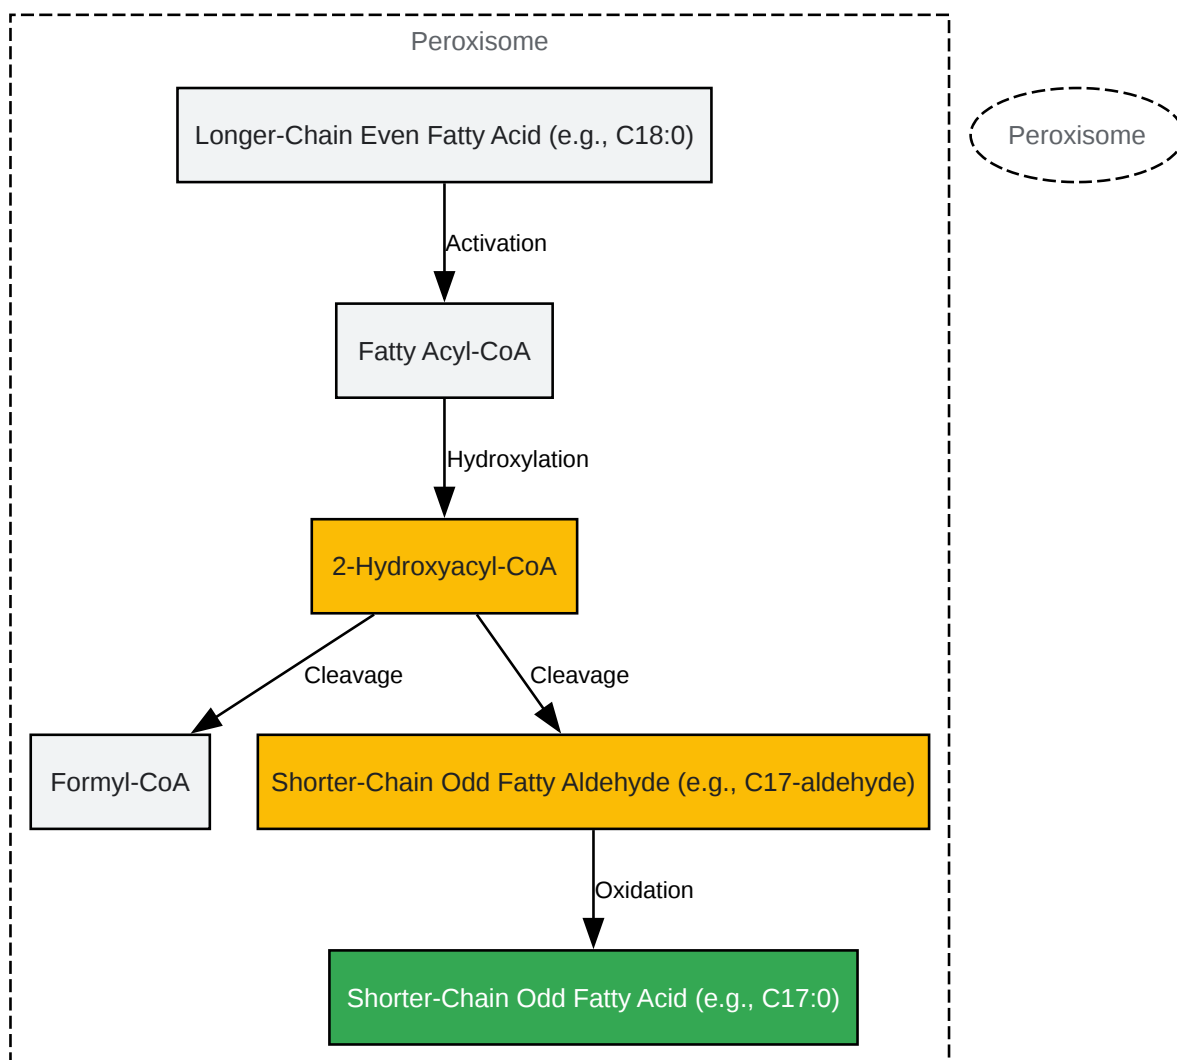 Peroxisome
Longer-Chain Even Fatty Acid (e.g., C18:0)
Peroxisome
Activation
Fatty Acyl-CoA
Hydroxylation
2-Hydroxyacyl-CoA
Cleavage
Cleavage
Formyl-CoA
Shorter-Chain Odd Fatty Aldehyde (e.g., C17-aldehyde)
Oxidation
Shorter-Chain Odd Fatty Acid (e.g., C17:0)